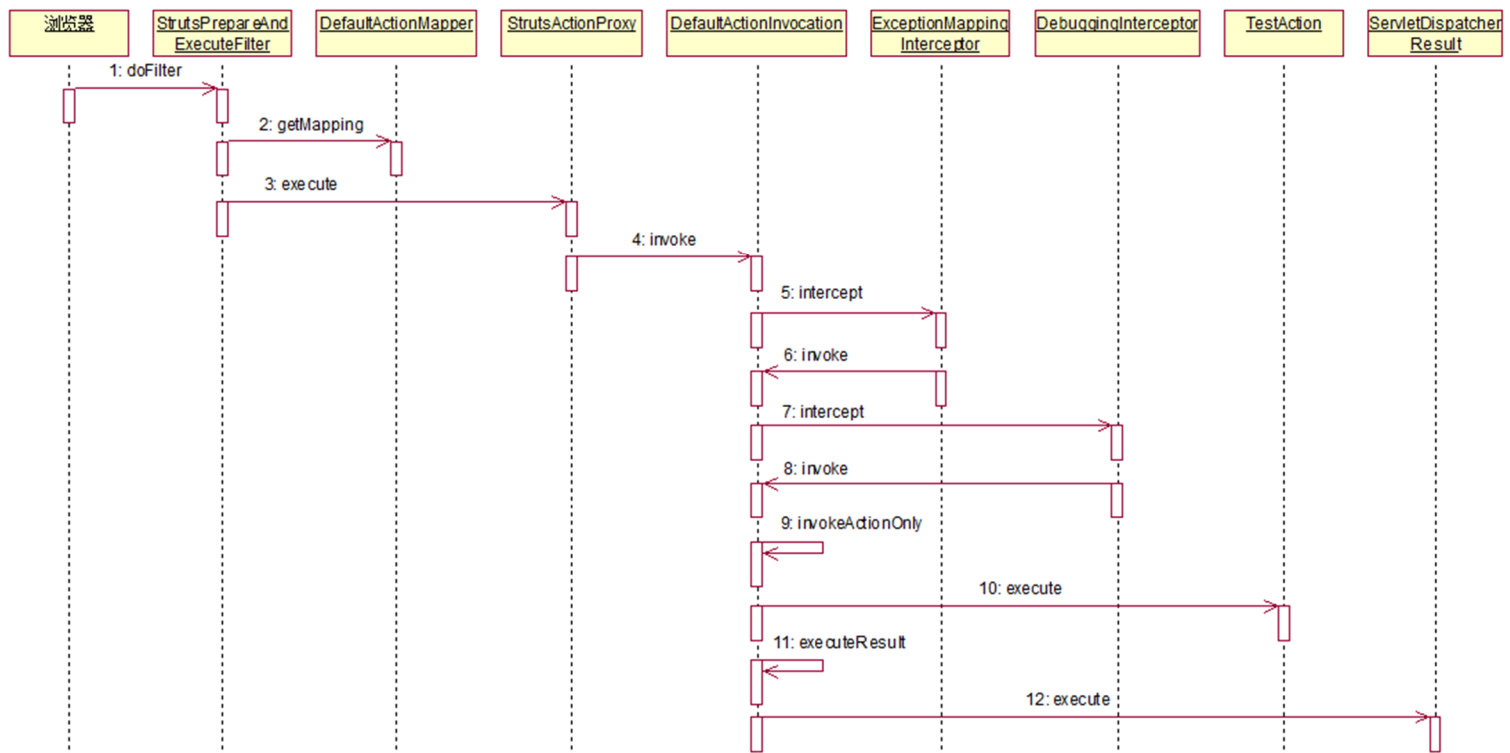 浏览器
StrutsPrepareAnd
ExecuteFilter
DefaultActionMapper
StrutsActionProxy
DefaultActionInvocation
ExceptionMapping
Interceptor
DebuggingInterceptor
TestAction
ServletDispatcher
Result
1: doFilter
2: getMapping
3: execute
4: invoke
5: intercept
6: invoke
7: intercept
8: invoke
9: invokeActionOnly
10: execute
11: executeResult
12: execute